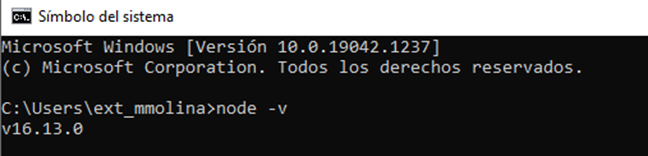 Símbolo del sistema
Microsoft Windows [Versión 10.0.19042.1237]
(c) Microsoft Corporation. Todos los derechos reservados.
C:\Users\ext_mmolina>node -v
v16.13.0